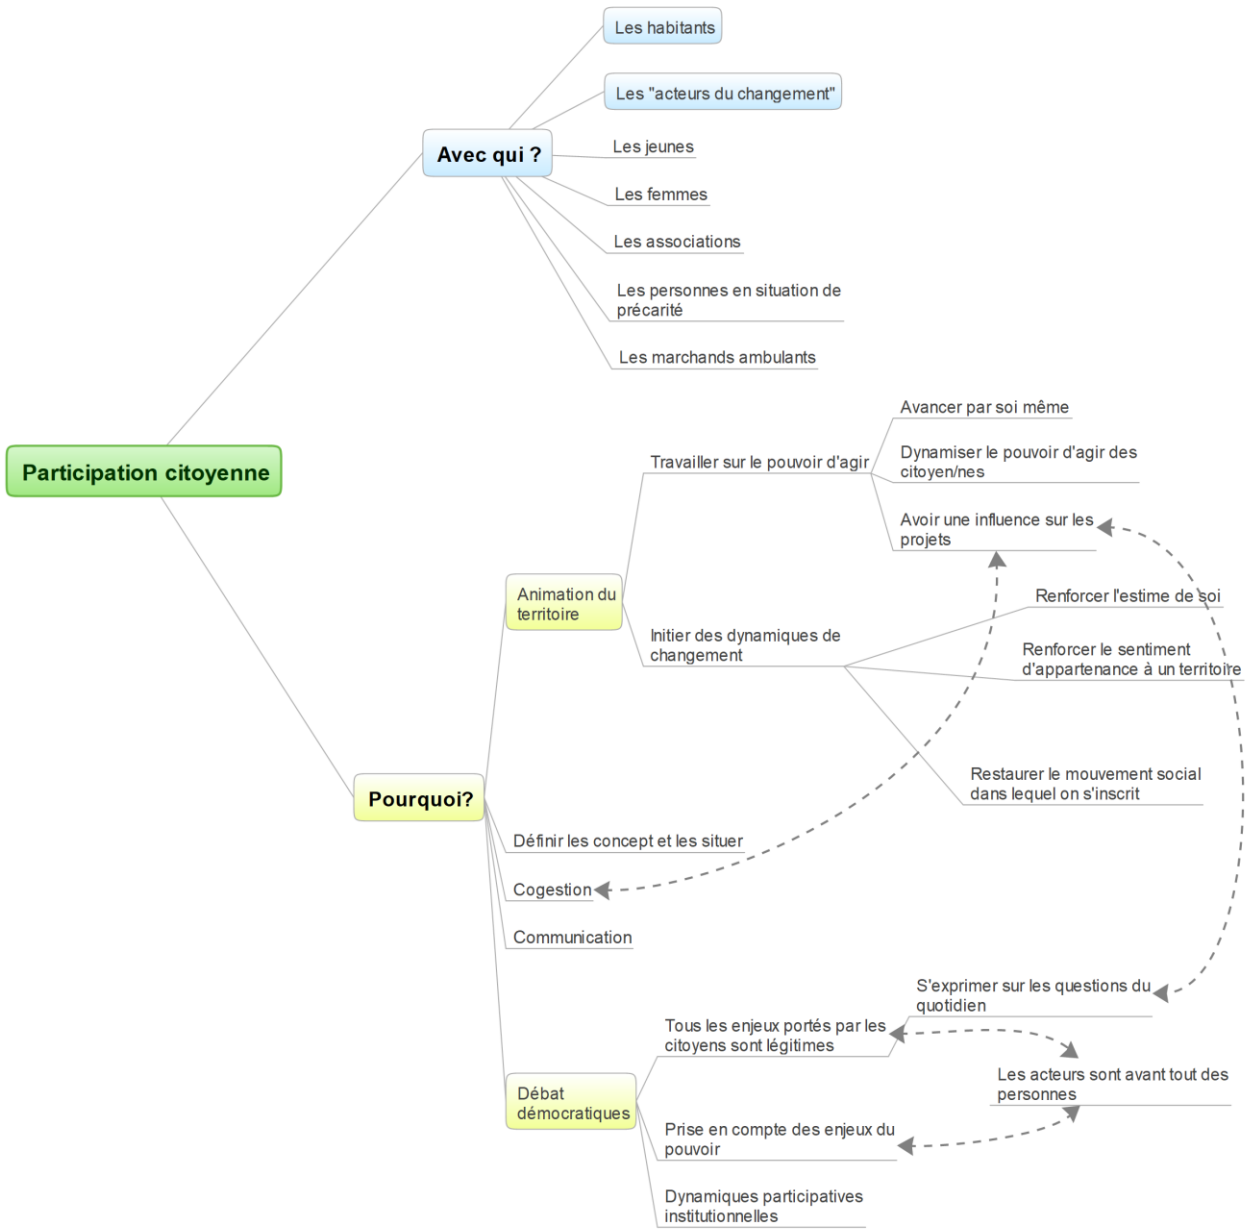 Participation citoyenne
Avec qui ?
Les habitants
Les "acteurs du changement"
Les jeunes
Les femmes
Les associations
Les personnes en situation de
précarité
Les marchands ambulants
Pourquoi?
Animation du
territoire
Travailler sur le pouvoir d'agir
Avancer par soi même
Dynamiser le pouvoir d'agir des
citoyen/nes
Avoir une influence sur les
projets
Initier des dynamiques de
changement
Renforcer l'estime de soi
Renforcer le sentiment
d'appartenance à un territoire
Restaurer le mouvement social
dans lequel on s'inscrit
Définir les concept et les situer
Cogestion
Communication
Débat
démocratiques
Tous les enjeux portés par les
citoyens sont légitimes
S'exprimer sur les questions du
quotidien
Les acteurs sont avant tout des
personnes
Prise en compte des enjeux du
pouvoir
Dynamiques participatives
institutionnelles